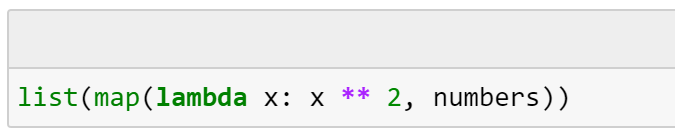 list(map(lambda x: x ** 2, numbers))